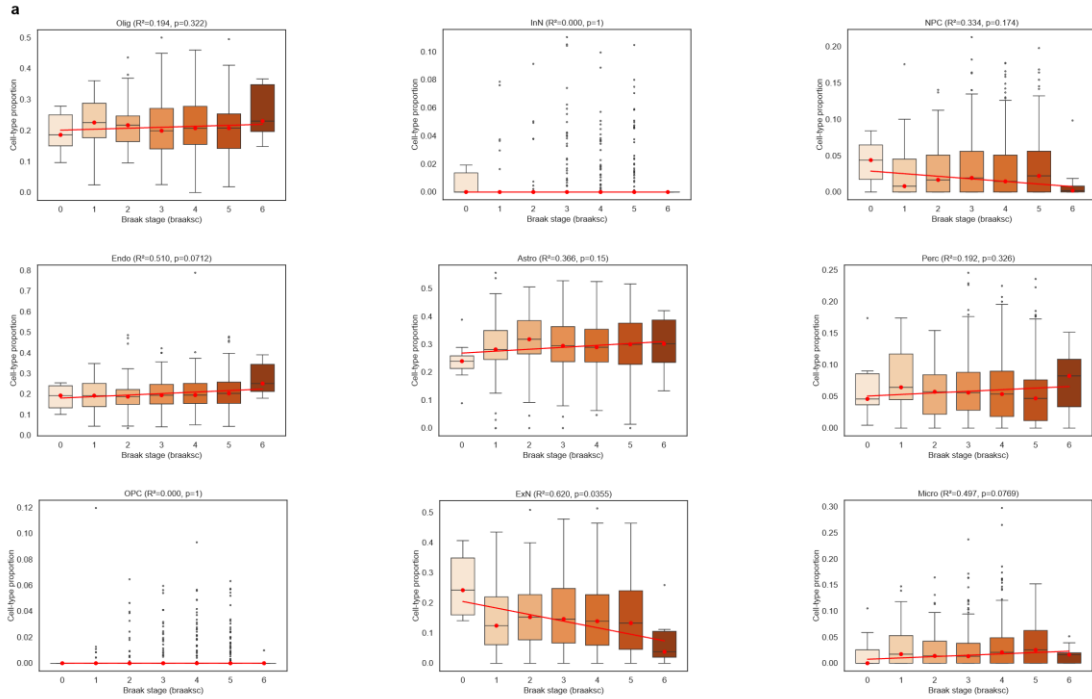 a
Olig (R²=0.194, p=0.322)
Cell-type proportion
0.5
0.4
0.3
0.2
0.1
0.0
0 1 2 3 4 5 6
Braak stage (braaksc)
InN (R²=0.000, p=1)
Cell-type proportion
0.10
0.08
0.06
0.04
0.02
0.00
0 1 2 3 4 5 6
Braak stage (braaksc)
NPC (R²=0.334, p=0.174)
Cell-type proportion
0.20
0.15
0.10
0.05
0.00
0 1 2 3 4 5 6
Braak stage (braaksc)
Endo (R²=0.510, p=0.0712)
Cell-type proportion
0.8
0.7
0.6
0.5
0.4
0.3
0.2
0.1
0.0
0 1 2 3 4 5 6
Braak stage (braaksc)
Astro (R²=0.366, p=0.15)
Cell-type proportion
0.5
0.4
0.3
0.2
0.1
0.0
0 1 2 3 4 5 6
Braak stage (braaksc)
Perc (R²=0.192, p=0.326)
Cell-type proportion
0.25
0.20
0.15
0.10
0.05
0.00
0 1 2 3 4 5 6
Braak stage (braaksc)
OPC (R²=0.000, p=1)
Cell-type proportion
0.12
0.10
0.08
0.06
0.04
0.02
0.00
0 1 2 3 4 5 6
Braak stage (braaksc)
ExN (R²=0.620, p=0.0355)
Cell-type proportion
0.5
0.4
0.3
0.2
0.1
0.0
0 1 2 3 4 5 6
Braak stage (braaksc)
Micro (R²=0.497, p=0.0769)
Cell-type proportion
0.30
0.25
0.20
0.15
0.10
0.05
0.00
0 1 2 3 4 5 6
Braak stage (braaksc)